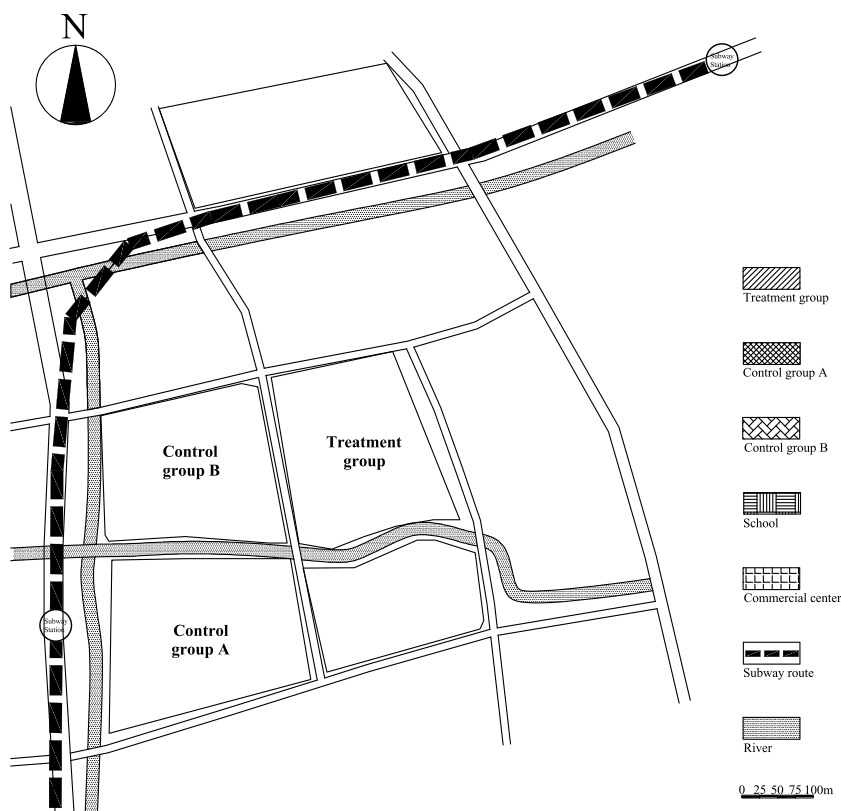 N
Subway
Station
Treatment group
Control group A
Control
group B
Treatment
group
Control group B
School
Commercial center
Subway
Station
Control
group A
Subway route
River
0 25 50 75 100m